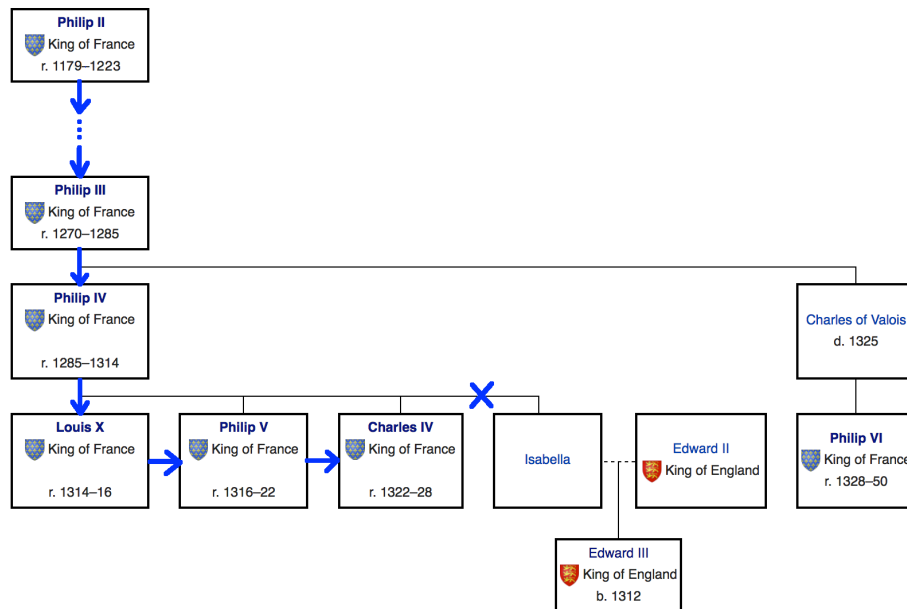 Philip II
King of France
r. 1179–1223
Philip III
King of France
r. 1270–1285
Philip IV
King of France
r. 1285–1314
Charles of Valois
d. 1325
Louis X
King of France
r. 1314–16
Philip V
King of France
r. 1316–22
Charles IV
King of France
r. 1322–28
Isabella
Edward II
King of England
Philip VI
King of France
r. 1328–50
Edward III
King of England
b. 1312